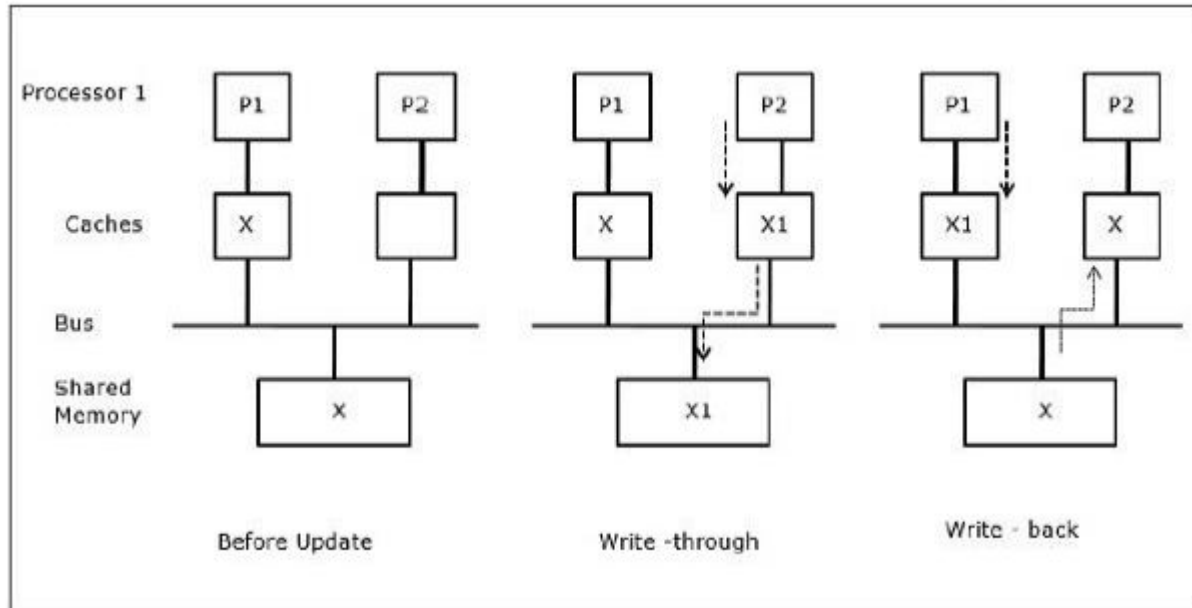 Processor 1
P1 P2 P1 P2 P1 P2
Caches
X X X1 X1 X
Bus
Shared
Memory
X X1 X
Before Update Write -through Write - back